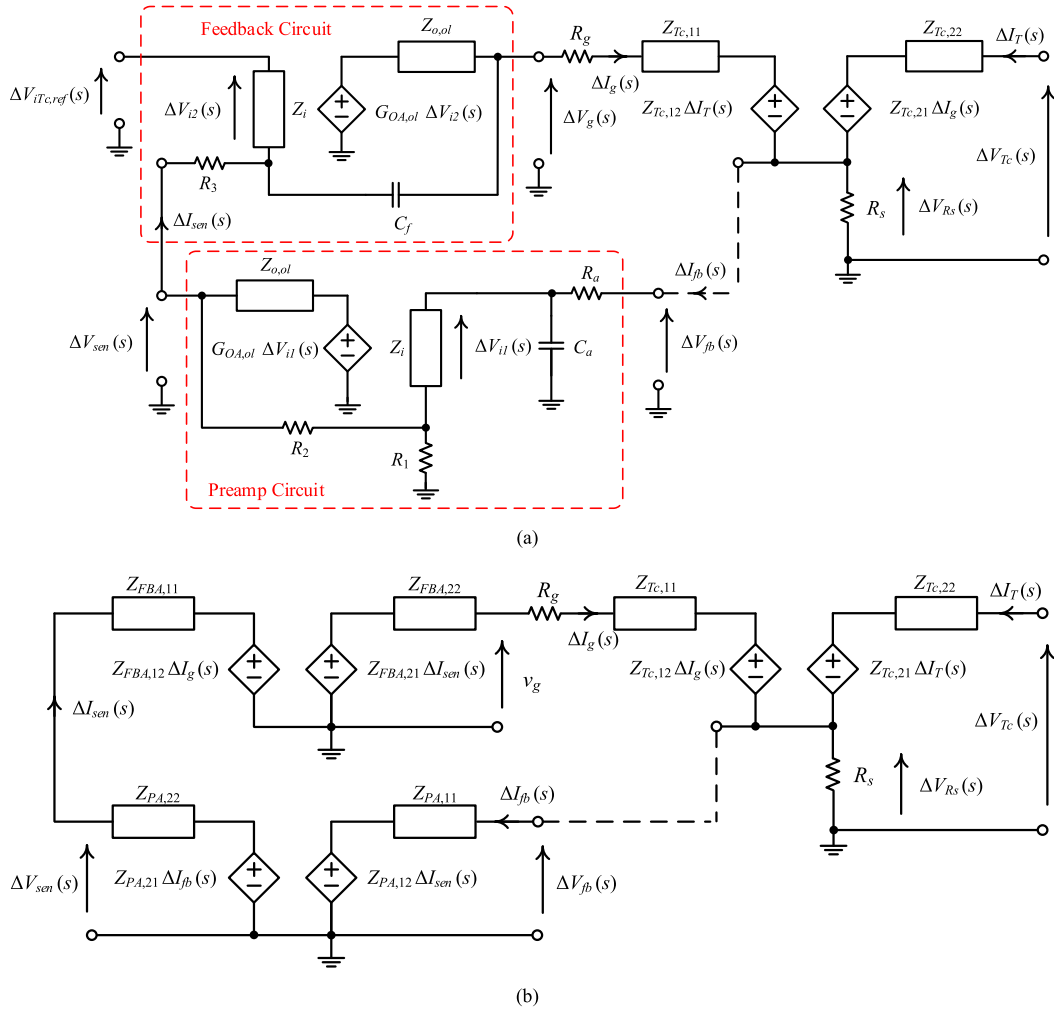 Feedback Circuit
Z_{o,ol}
Z_{Tc,11}
Z_{Tc,22}
ΔI_T(s)
R_g
ΔI_g(s)
ΔV_{iTc,ref}(s)
ΔV_{i2}(s)
Z_i
G_{OA,ol} ΔV_{i2}(s)
ΔV_g(s)
Z_{Tc,12} ΔI_T(s)
Z_{Tc,21} ΔI_g(s)
ΔV_{Tc}(s)
R_3
C_f
R_s
ΔV_{Rs}(s)
ΔI_{sen}(s)
Z_{o,ol}
R_a
ΔI_{fb}(s)
ΔV_{sen}(s)
G_{OA,ol} ΔV_{i1}(s)
Z_i
ΔV_{i1}(s)
C_a
ΔV_{fb}(s)
R_2
R_1
Preamp Circuit
(a)
Z_{FBA,11}
Z_{FBA,22}
R_g
Z_{Tc,11}
Z_{Tc,22}
ΔI_T(s)
ΔI_g(s)
Z_{FBA,12} ΔI_g(s)
Z_{FBA,21} ΔI_{sen}(s)
v_g
Z_{Tc,12} ΔI_g(s)
Z_{Tc,21} ΔI_T(s)
ΔI_{sen}(s)
ΔV_{Tc}(s)
Z_{PA,22}
Z_{PA,11}
ΔI_{fb}(s)
R_s
ΔV_{Rs}(s)
ΔV_{sen}(s)
Z_{PA,21} ΔI_{fb}(s)
Z_{PA,12} ΔI_{sen}(s)
ΔV_{fb}(s)
(b)